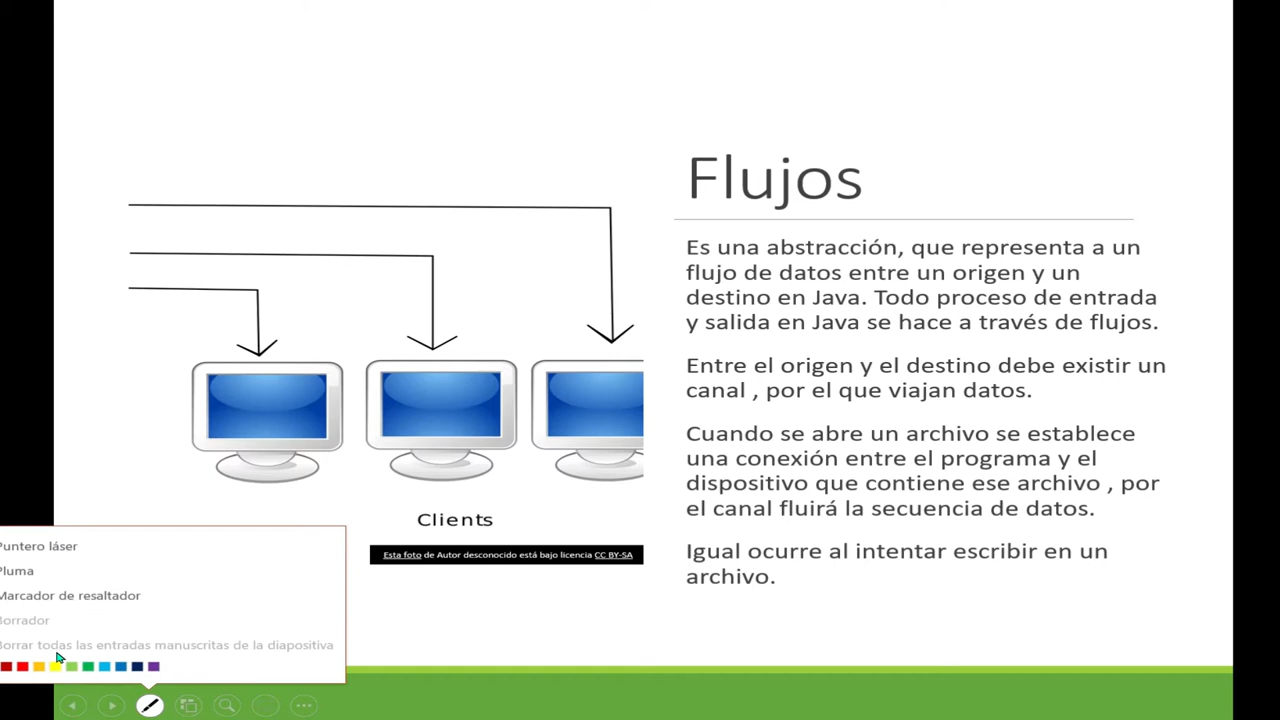 Flujos
Es una abstracción, que representa a un
flujo de datos entre un origen y un
destino en Java. Todo proceso de entrada
y salida en Java se hace a través de flujos.
Entre el origen y el destino debe existir un
canal , por el que viajan datos.
Cuando se abre un archivo se establece
una conexión entre el programa y el
dispositivo que contiene ese archivo , por
el canal fluirá la secuencia de datos.
Igual ocurre al intentar escribir en un
archivo.
Clients
Esta foto de Autor desconocido está bajo licencia CC BY-SA
Puntero láser
Pluma
Marcador de resaltador
Borrador
Borrar todas las entradas manuscritas de la diapositiva